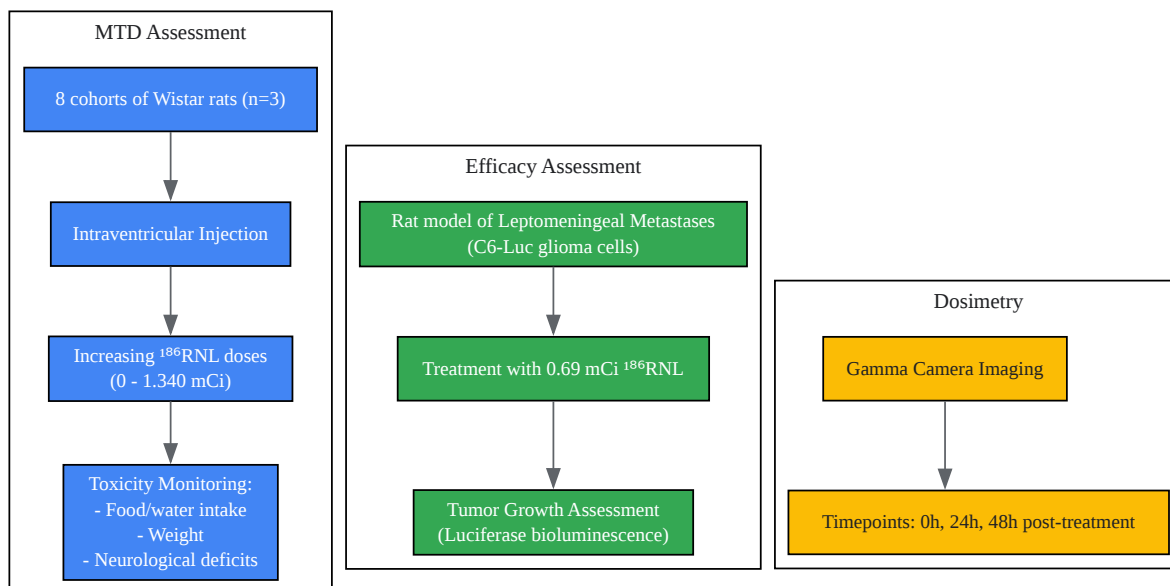 MTD Assessment
8 cohorts of Wistar rats (n=3)
Intraventricular Injection
Increasing ¹⁸⁶RNL doses
(0 - 1.340 mCi)
Toxicity Monitoring:
- Food/water intake
- Weight
- Neurological deficits
Efficacy Assessment
Rat model of Leptomeningeal Metastases
(C6-Luc glioma cells)
Treatment with 0.69 mCi ¹⁸⁶RNL
Tumor Growth Assessment
(Luciferase bioluminescence)
Dosimetry
Gamma Camera Imaging
Timepoints: 0h, 24h, 48h post-treatment